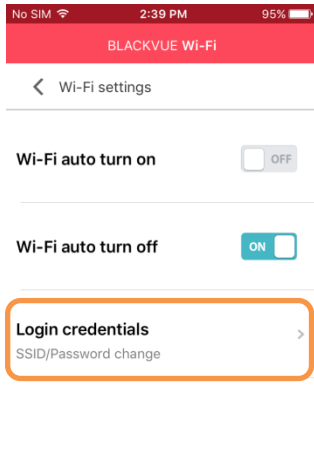 No SIM 2:39 PM 95%
BLACKVUE Wi-Fi
Wi-Fi settings
Wi-Fi auto turn on OFF
Wi-Fi auto turn off ON
Login credentials
SSID/Password change